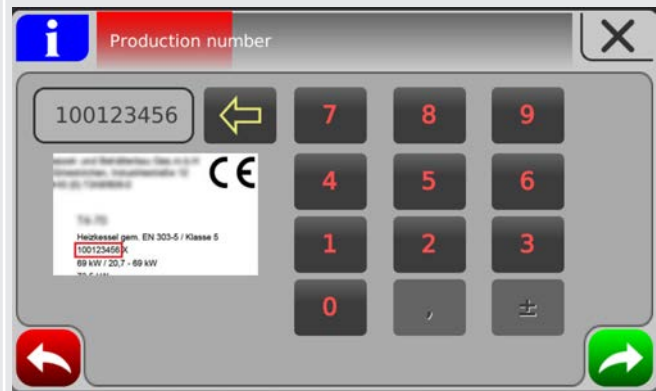 i
Production number
100123456
7 8 9
4 5 6
1 2 3
0 , ±
CE
Heizkessel gem. EN 303-5 / Klasse 5
100123456 X
69 kW / 20,7 - 69 kW